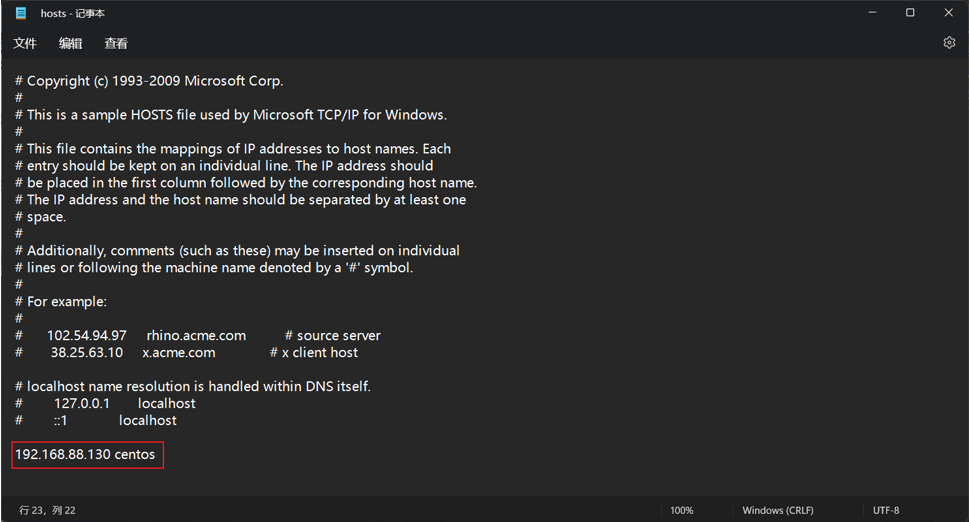 hosts - 记事本
文件 编辑 查看
# Copyright (c) 1993-2009 Microsoft Corp.
#
# This is a sample HOSTS file used by Microsoft TCP/IP for Windows.
#
# This file contains the mappings of IP addresses to host names. Each
# entry should be kept on an individual line. The IP address should
# be placed in the first column followed by the corresponding host name.
# The IP address and the host name should be separated by at least one
# space.
#
# Additionally, comments (such as these) may be inserted on individual
# lines or following the machine name denoted by a '#' symbol.
#
# For example:
#
# 102.54.94.97 rhino.acme.com # source server
# 38.25.63.10 x.acme.com # x client host
# localhost name resolution is handled within DNS itself.
# 127.0.0.1 localhost
# ::1 localhost
192.168.88.130 centos
行 23，列 22 100% Windows (CRLF) UTF-8